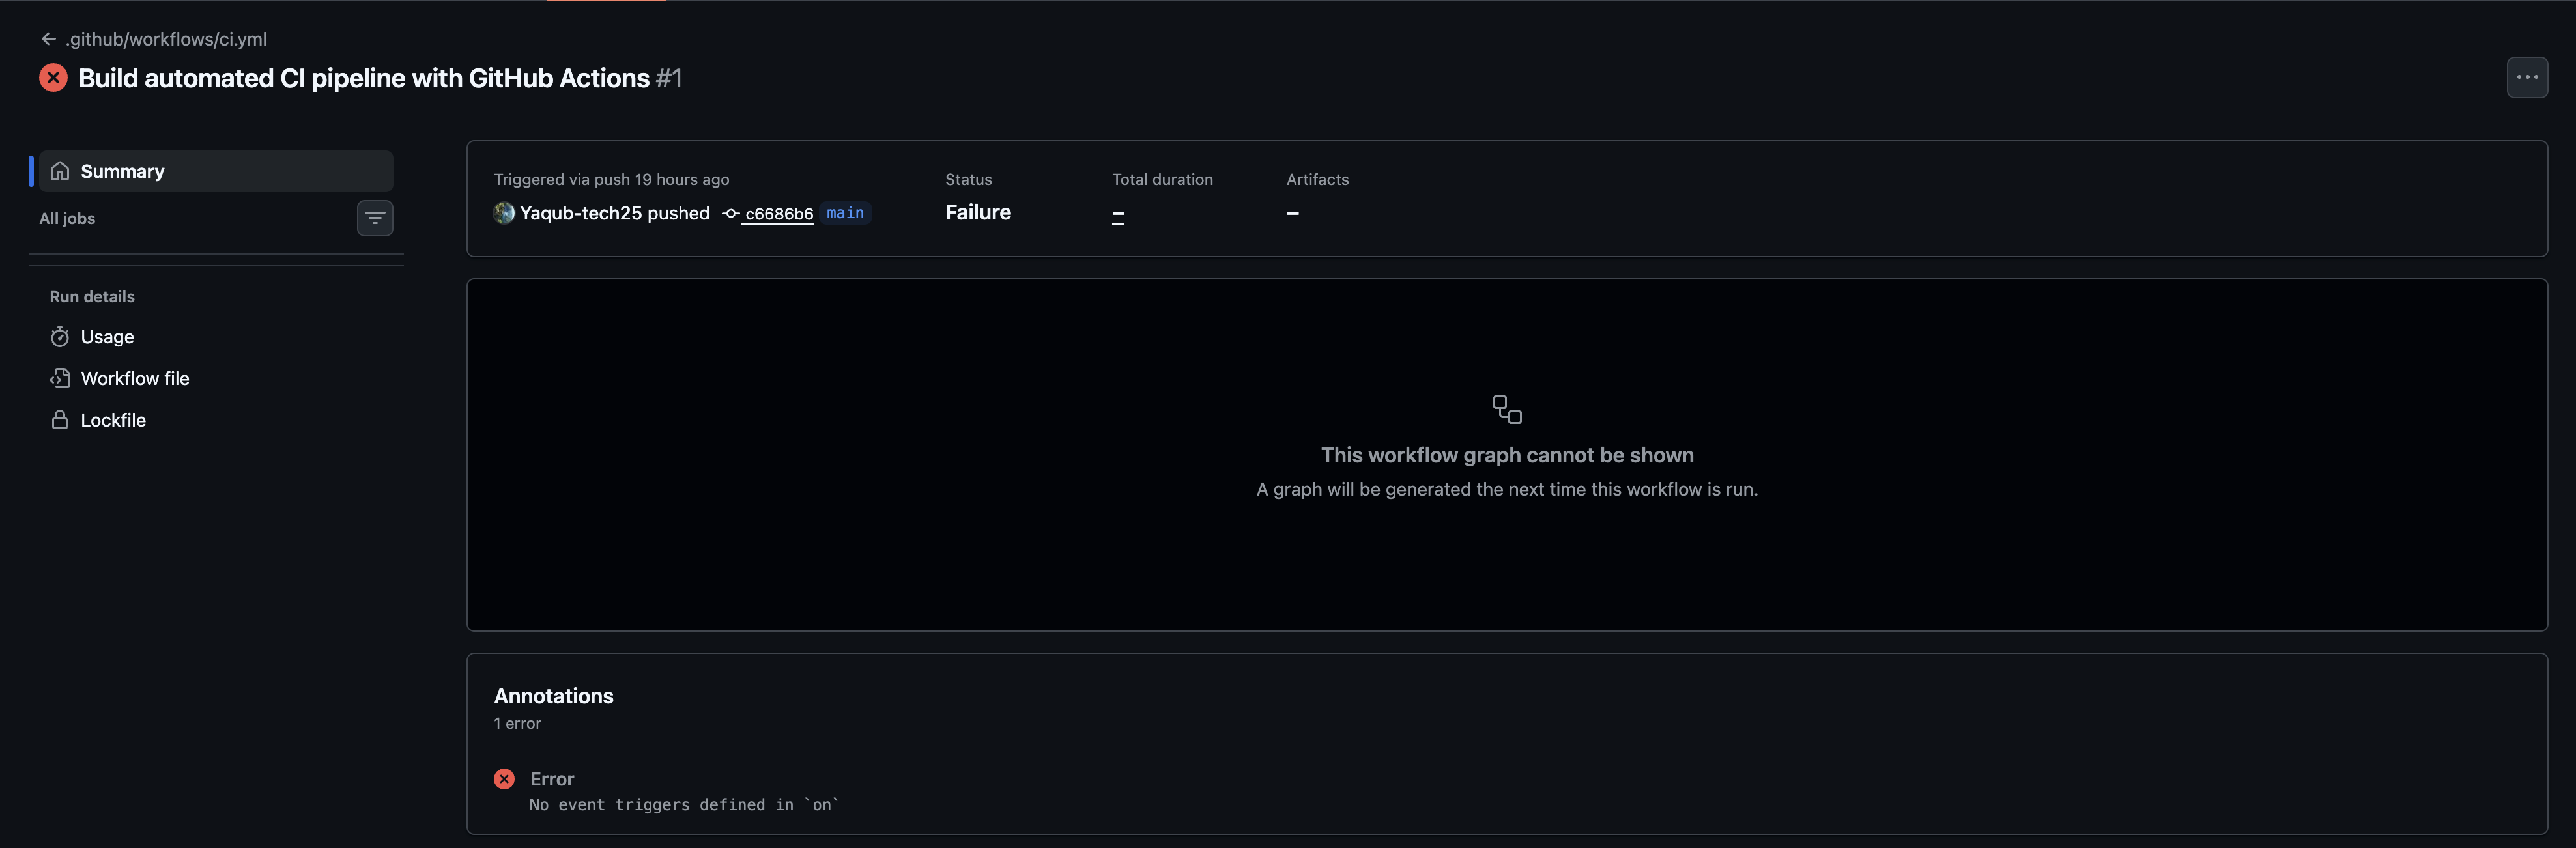 .github/workflows/ci.yml
Build automated CI pipeline with GitHub Actions #1
Summary
All jobs
Run details
Usage
Workflow file
Lockfile
Triggered via push 19 hours ago
Yaqub-tech25 pushed c6686b6 main
Status
Failure
Total duration
–
Artifacts
–
This workflow graph cannot be shown
A graph will be generated the next time this workflow is run.
Annotations
1 error
Error
No event triggers defined in `on`